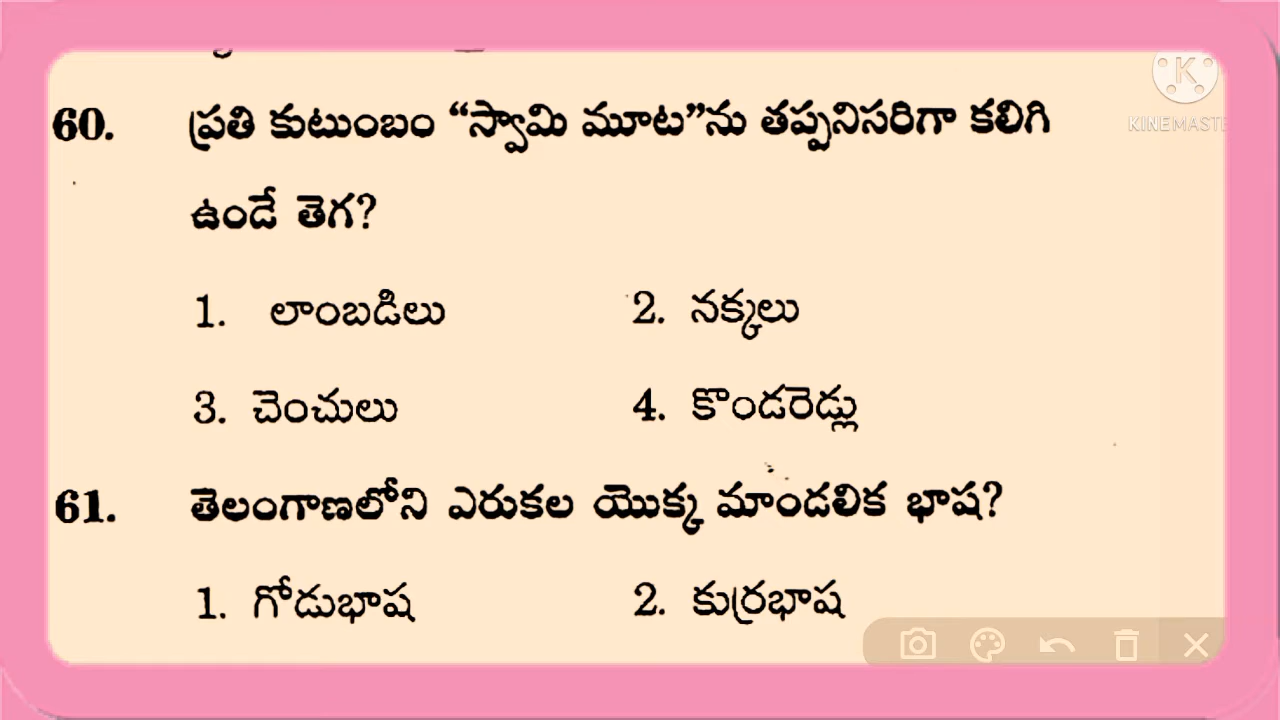 60. ప్రతి కుటుంబం “స్వామి మూట”ను తప్పనిసరిగా కలిగి
ఉండే తెగ?
1. లాంబడిలు 2. నక్కలు
3. చెంచులు 4. కొండరెడ్లు
61. తెలంగాణలోని ఎరుకల యొక్క మాండలిక భాష?
1. గోడుభాష 2. కుర్రభాష
K
KINEMAST